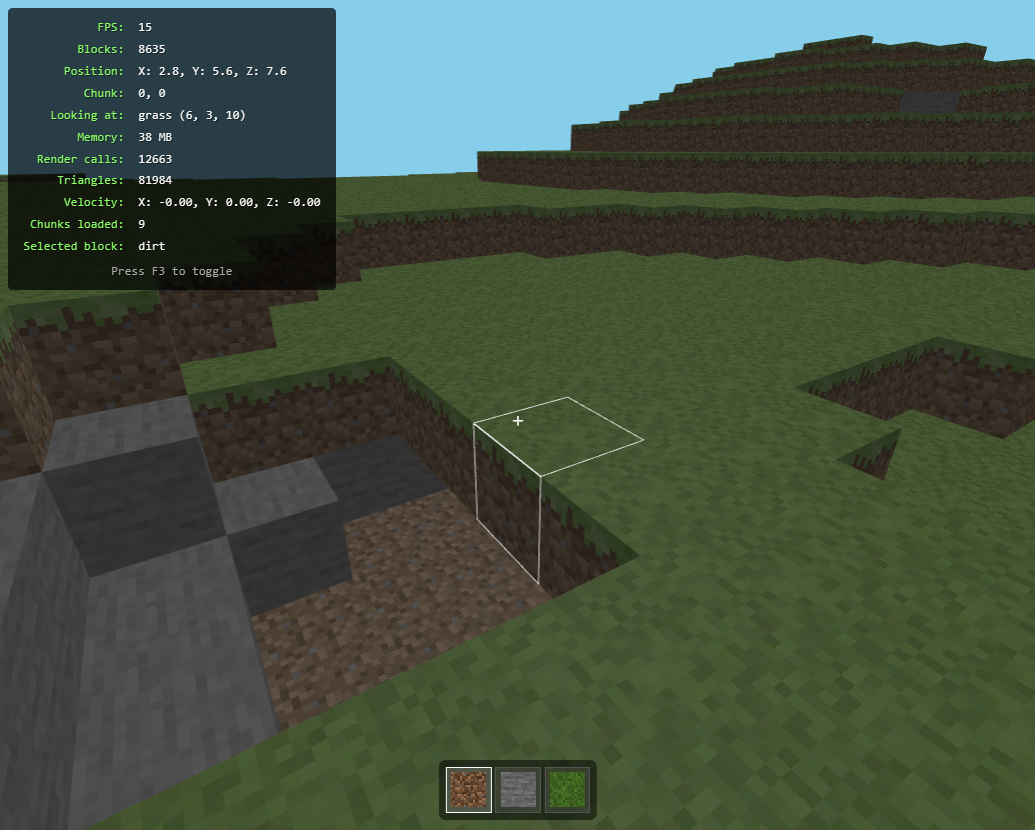 FPS: 15
Blocks: 8635
Position: X: 2.8, Y: 5.6, Z: 7.6
Chunk: 0, 0
Looking at: grass (6, 3, 10)
Memory: 38 MB
Render calls: 12663
Triangles: 81984
Velocity: X: -0.00, Y: 0.00, Z: -0.00
Chunks loaded: 9
Selected block: dirt
Press F3 to toggle